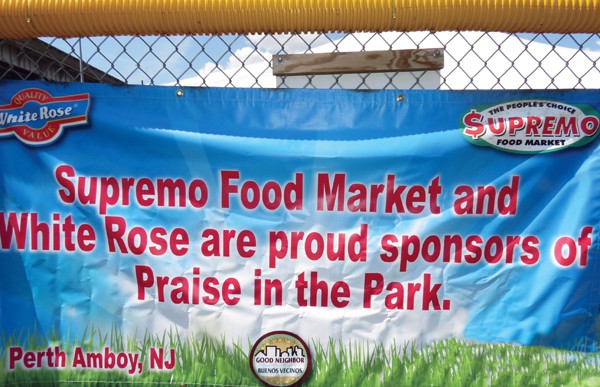 QUALITY
White Rose
VALUE
THE PEOPLE'S CHOICE
$UPREMO
FOOD MARKET
Supremo Food Market and
White Rose are proud sponsors of
Praise in the Park.
Perth Amboy, NJ
GOOD NEIGHBOR
BUENOS VECINOS